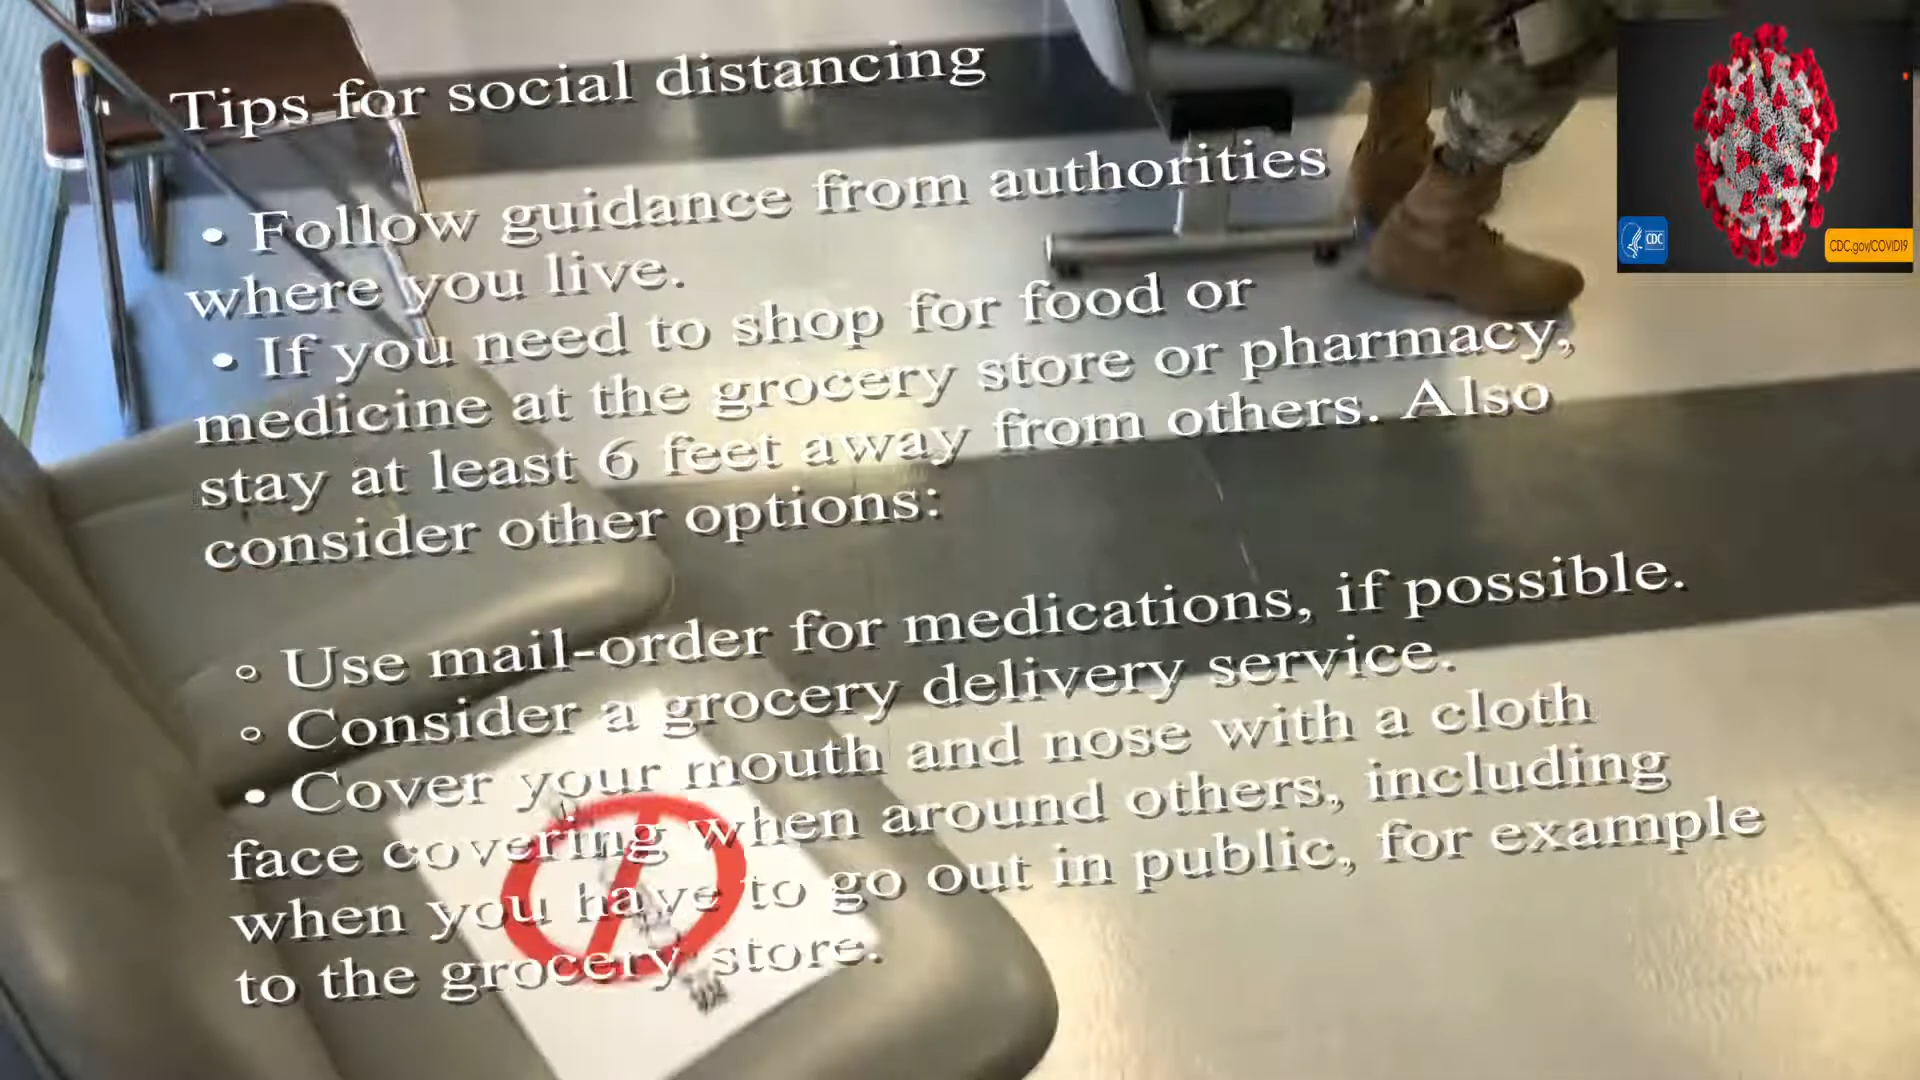 Tips for social distancing
• Follow guidance from authorities
where you live.
• If you need to shop for food or
medicine at the grocery store or pharmacy,
stay at least 6 feet away from others. Also
consider other options:
◦ Use mail-order for medications, if possible.
◦ Consider a grocery delivery service.
• Cover your mouth and nose with a cloth
face covering when around others, including
when you have to go out in public, for example
to the grocery store.
CDC
CDC.gov/COVID19